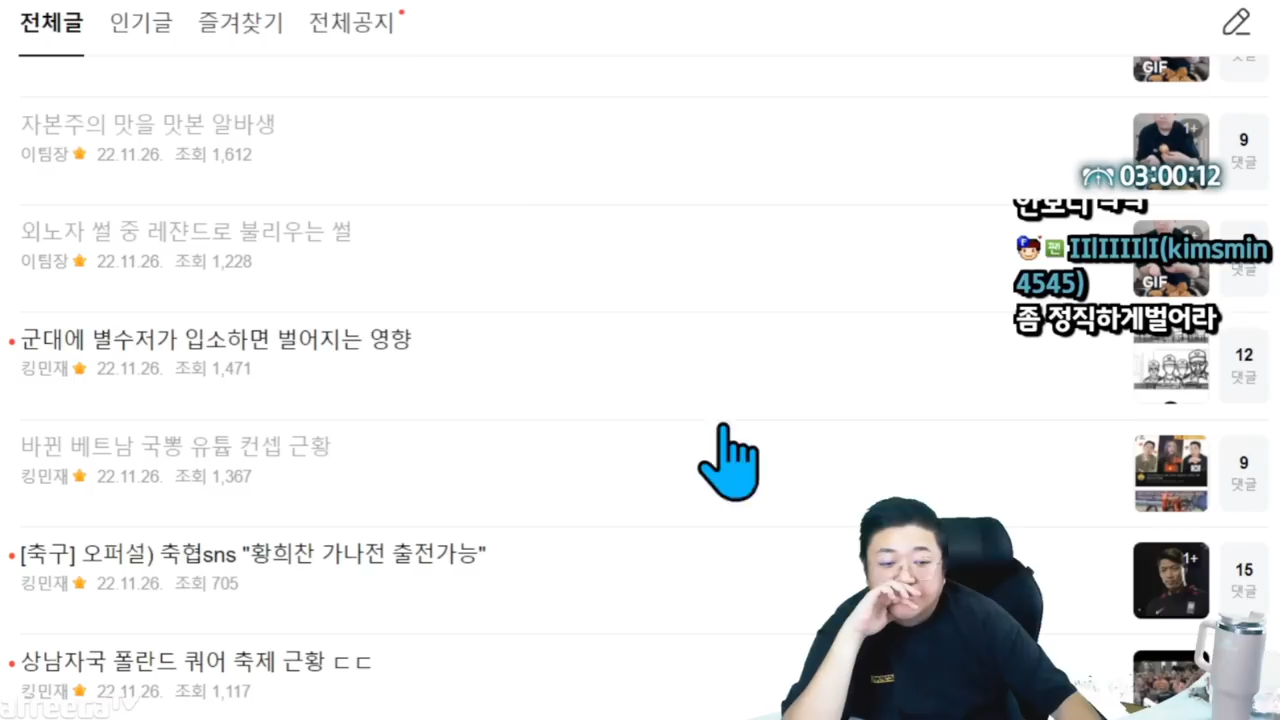 전체글 인기글 즐겨찾기 전체공지
GIF
자본주의 맛을 맛본 알바생
이팀장 22.11.26. 조회 1,612
1+
9
댓글
03:00:12
외노자 썰 중 레쟌드로 불리우는 썰
이팀장 22.11.26. 조회 1,228
GIF
댓글
팬 IIlIIIIlI(kimsmin
4545)
좀 정직하게벌어라
군대에 별수저가 입소하면 벌어지는 영향
킹민재 22.11.26. 조회 1,471
12
댓글
바뀐 베트남 국뽕 유튭 컨셉 근황
킹민재 22.11.26. 조회 1,367
9
댓글
[축구] 오퍼설) 축협sns "황희찬 가나전 출전가능"
킹민재 22.11.26. 조회 705
1+
15
댓글
상남자국 폴란드 퀴어 축제 근황 ㄷㄷ
킹민재 22.11.26. 조회 1,117
GIF
afreecaTV